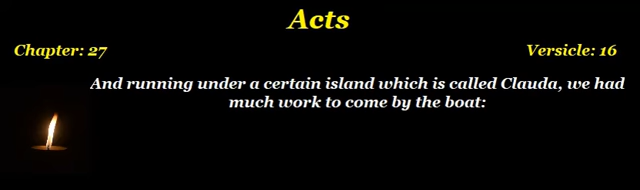 Acts
Chapter: 27 Versicle: 16
And running under a certain island which is called Clauda, we had
much work to come by the boat: